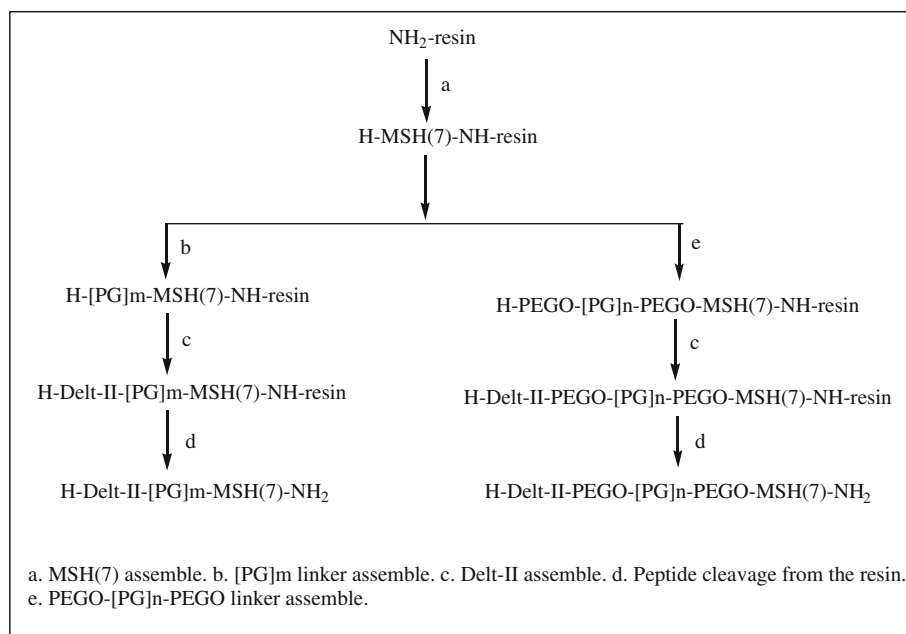 NH₂-resin
a
H-MSH(7)-NH-resin
b
e
H-[PG]m-MSH(7)-NH-resin
H-PEGO-[PG]n-PEGO-MSH(7)-NH-resin
c
c
H-Delt-II-[PG]m-MSH(7)-NH-resin
H-Delt-II-PEGO-[PG]n-PEGO-MSH(7)-NH-resin
d
d
H-Delt-II-[PG]m-MSH(7)-NH₂
H-Delt-II-PEGO-[PG]n-PEGO-MSH(7)-NH₂
a. MSH(7) assemble. b. [PG]m linker assemble. c. Delt-II assemble. d. Peptide cleavage from the resin.
e. PEGO-[PG]n-PEGO linker assemble.